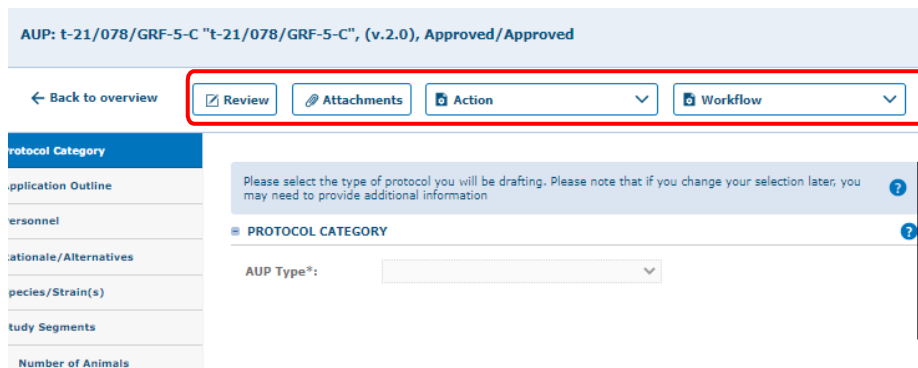 AUP: t-21/078/GRF-5-C "t-21/078/GRF-5-C", (v.2.0), Approved/Approved
← Back to overview
Review
Attachments
Action
Workflow
rotocol Category
pplication Outline
ersonnel
ationale/Alternatives
pecies/Strain(s)
tudy Segments
Number of Animals
Please select the type of protocol you will be drafting. Please note that if you change your selection later, you
may need to provide additional information
PROTOCOL CATEGORY
AUP Type*: